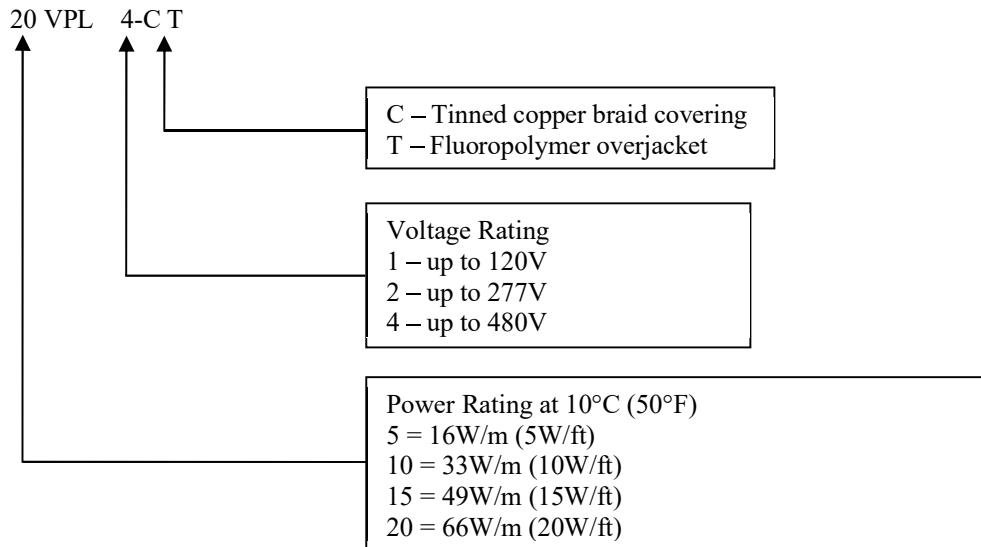 20 VPL 4-C T
C – Tinned copper braid covering
T – Fluoropolymer overjacket
Voltage Rating
1 – up to 120V
2 – up to 277V
4 – up to 480V
Power Rating at 10°C (50°F)
5 = 16W/m (5W/ft)
10 = 33W/m (10W/ft)
15 = 49W/m (15W/ft)
20 = 66W/m (20W/ft)